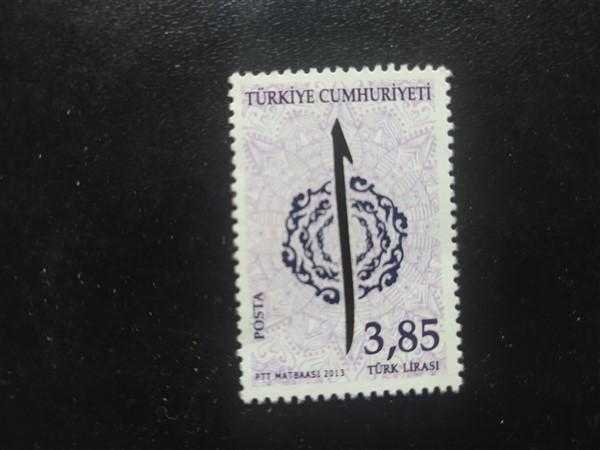 TÜRKİYE CUMHURİYETİ
POSTA
3,85
TÜRK LİRASI
PTT MATBAASI 2013